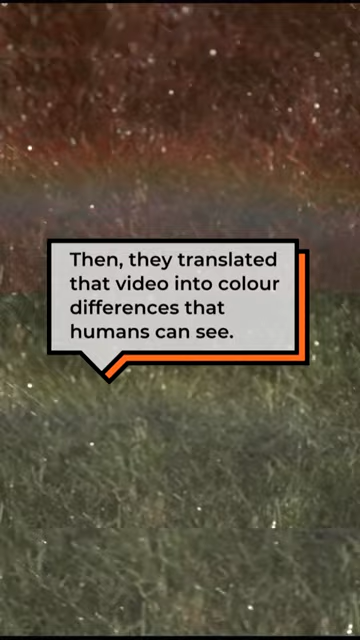 Then, they translated
that video into colour
differences that
humans can see.